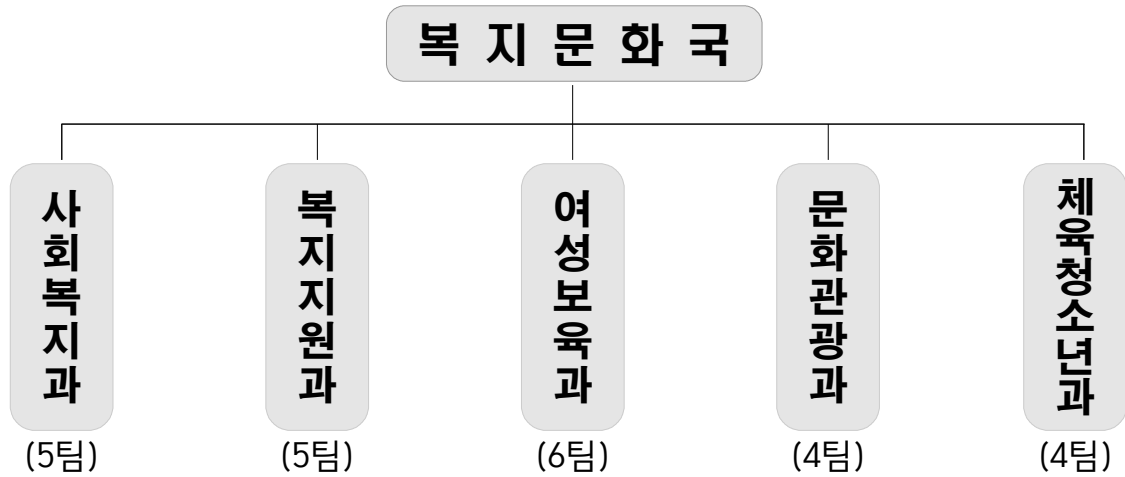 복지문화국
사회복지과
복지지원과
여성보육과
문화관광과
체육청소년과
(5팀)
(5팀)
(6팀)
(4팀)
(4팀)